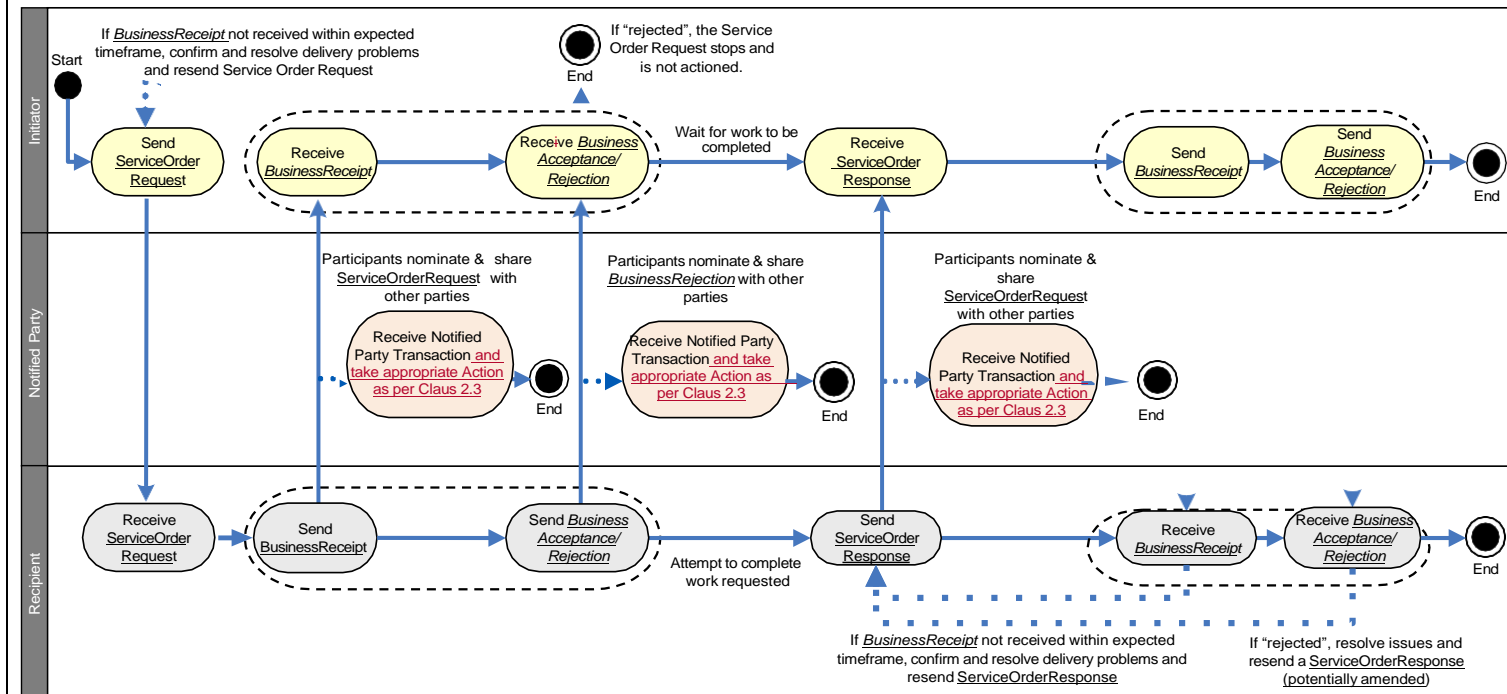 Initiator
Start
If BusinessReceipt not received within expected
timeframe, confirm and resolve delivery problems
and resend Service Order Request
End
If “rejected”, the Service
Order Request stops and
is not actioned.
Send
ServiceOrder
Request
Receive
BusinessReceipt
Receive Business
Acceptance/
Rejection
Wait for work to be
completed
Receive
ServiceOrder
Response
Send
BusinessReceipt
Send
Business
Acceptance/
Rejection
End
Notified Party
Participants nominate & share
ServiceOrderRequest with
other parties
Receive Notified
Party Transaction and
take appropriate Action
as per Claus 2.3
End
Participants nominate & share
BusinessRejection with other
parties
Receive Notified Party
Transaction and take
appropriate Action as
per Claus 2.3
End
Participants nominate &
share
ServiceOrderRequest
with other parties
Receive Notified
Party Transaction and
take appropriate Action
as per Claus 2.3
End
Recipient
Receive
ServiceOrder
Request
Send
BusinessReceipt
Send Business
Acceptance/
Rejection
Attempt to complete
work requested
Send
ServiceOrder
Response
Receive
BusinessReceipt
Receive Business
Acceptance/
Rejection
End
If BusinessReceipt not received within expected
timeframe, confirm and resolve delivery problems and
resend ServiceOrderResponse
If “rejected”, resolve issues and
resend a ServiceOrderResponse
(potentially amended)